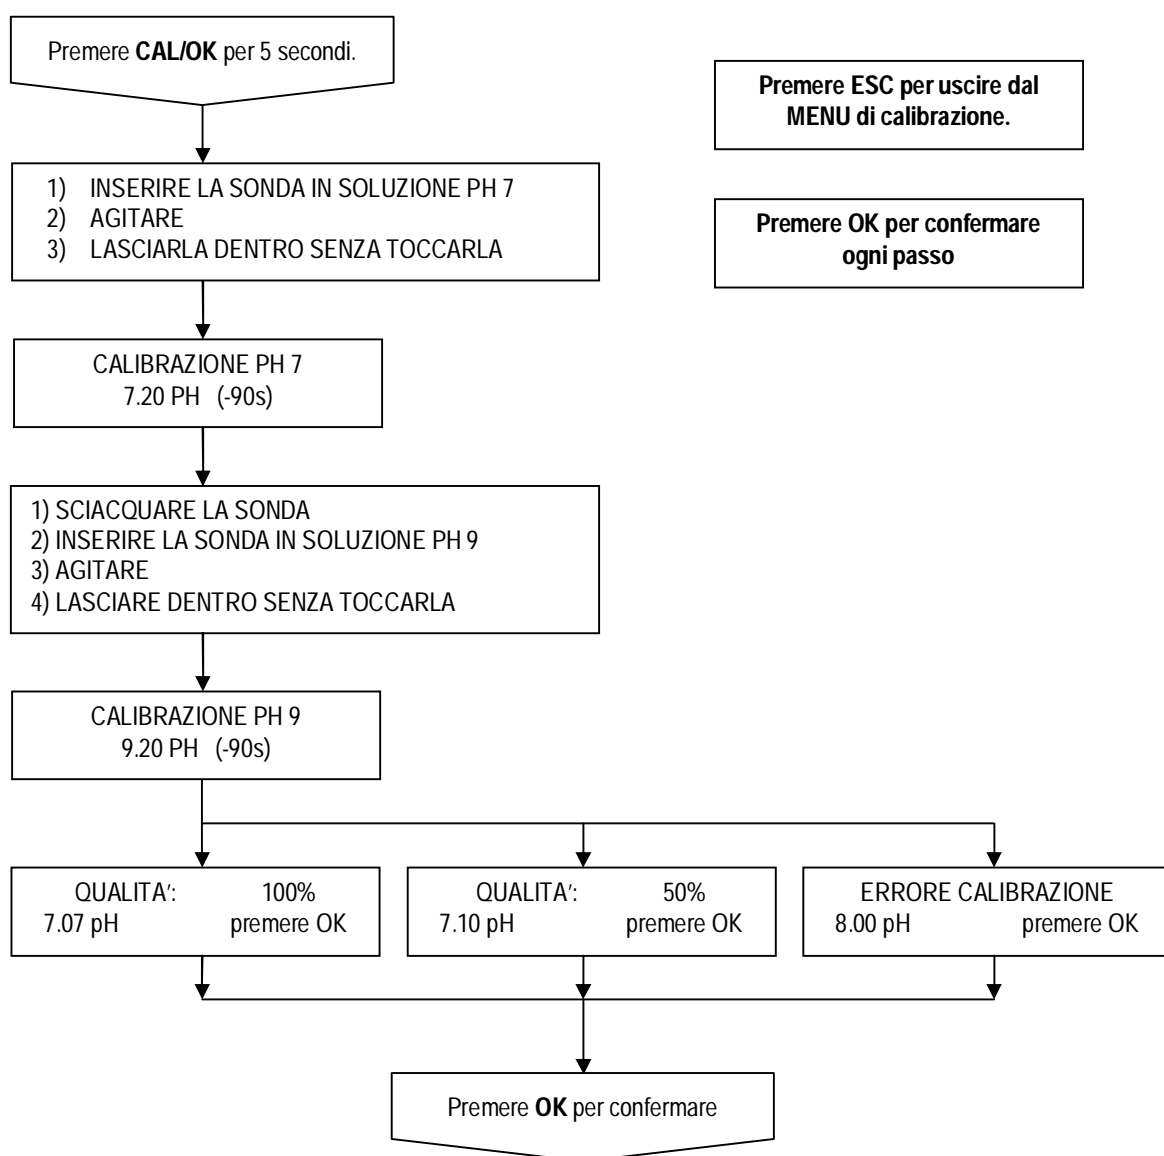 Premere CAL/OK per 5 secondi.
Premere ESC per uscire dal
MENU di calibrazione.
1) INSERIRE LA SONDA IN SOLUZIONE PH 7
2) AGITARE
3) LASCIARLA DENTRO SENZA TOCCARLA
Premere OK per confermare
ogni passo
CALIBRAZIONE PH 7
7.20 PH (-90s)
1) SCIACQUARE LA SONDA
2) INSERIRE LA SONDA IN SOLUZIONE PH 9
3) AGITARE
4) LASCIARE DENTRO SENZA TOCCARLA
CALIBRAZIONE PH 9
9.20 PH (-90s)
QUALITA': 100%
7.07 pH premere OK
QUALITA': 50%
7.10 pH premere OK
ERRORE CALIBRAZIONE
8.00 pH premere OK
Premere OK per confermare